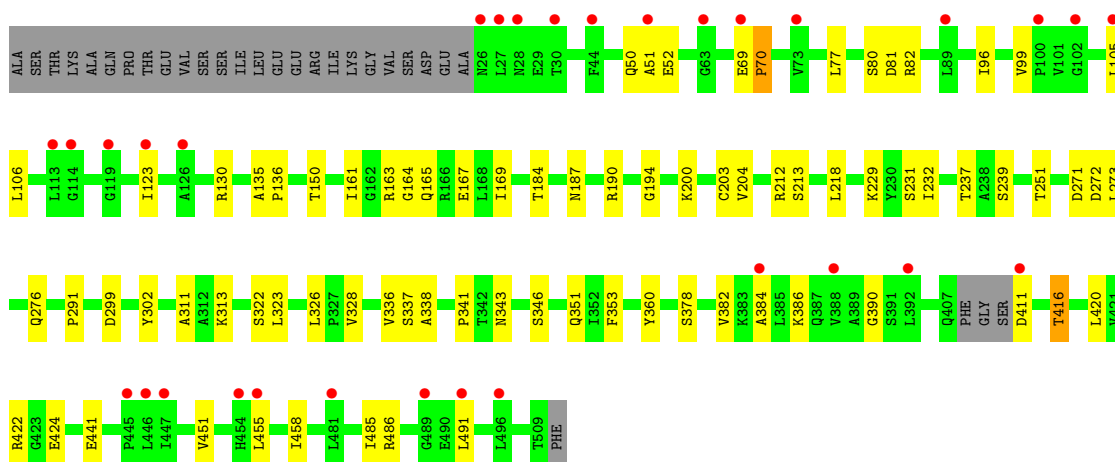 ALA SER THR LYS ALA ALA GLN PRO THR GLU VAL SER SER ILE LEU GLU GLU ARG ILE LYS GLY VAL SER ASP GLU ALA N26 L27 N28 E29 T30 F44 Q50 A51 E52 G63 E69 P70 V73 L77 S80 D81 R82 L89 I96 V99 P100 V101 G102 L105
L106 L113 G114 G119 I123 A126 R130 A135 P136 T150 I161 G162 R163 G164 Q165 R166 E167 L168 I169 T184 N187 R190 G194 K200 C203 V204 R212 S213 L218 K229 Y230 S231 I232 T237 A238 S239 T251 D271 D272 L273
Q276 P291 D299 Y302 A311 A312 K313 S322 L323 L326 P327 V328 V336 S337 A338 P341 T342 N343 S346 Q351 I352 F353 Y360 S378 V382 K383 A384 L385 K386 Q387 V388 A389 G390 S391 L392 Q407 PHE GLY SER D411 T416 L420 V421
R422 G423 E424 E441 P445 L446 I447 V451 H454 L455 I458 L481 I485 R486 G489 E490 L491 L496 T509 PHE